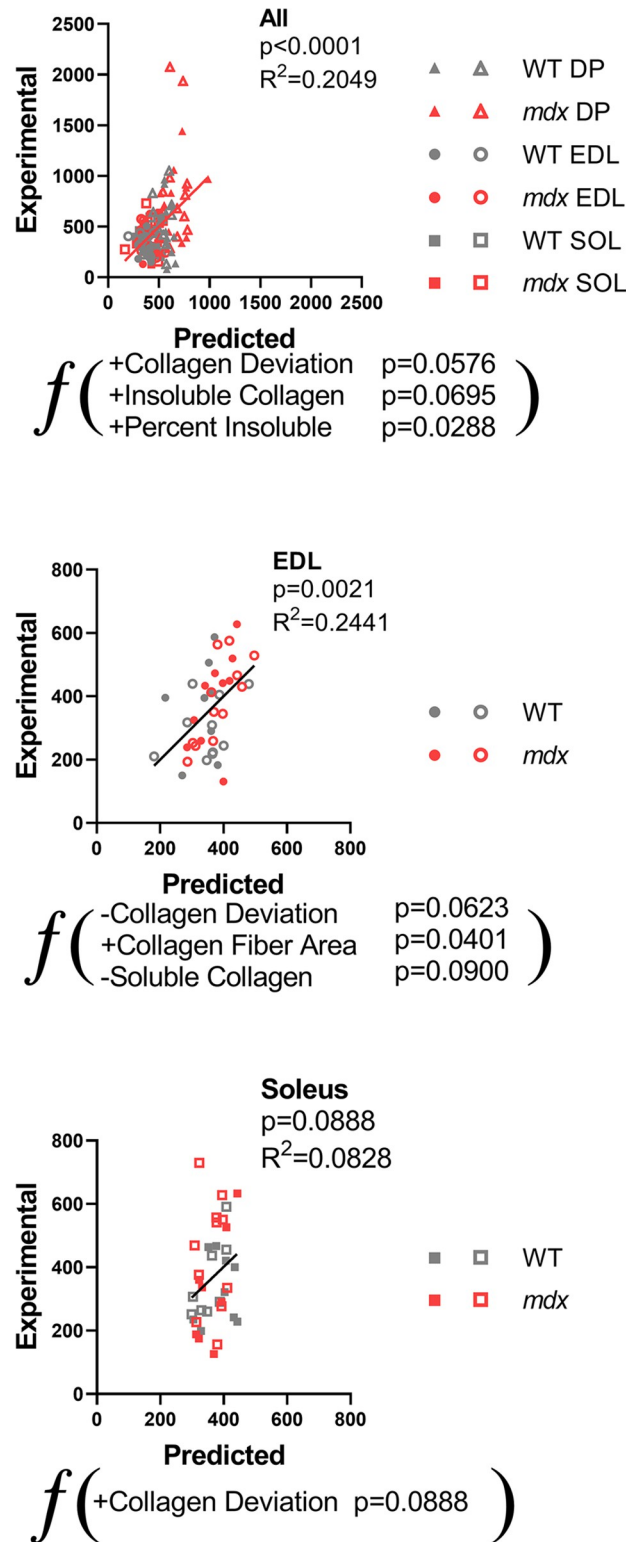 All
p<0.0001
R²=0.2049
2500
2000
1500
1000
500
0
Experimental
0 500 1000 1500 2000 2500
Predicted
WT DP
mdx DP
WT EDL
mdx EDL
WT SOL
mdx SOL
f(
+Collagen Deviation p=0.0576
+Insoluble Collagen p=0.0695
+Percent Insoluble p=0.0288
)
EDL
p=0.0021
R²=0.2441
800
600
400
200
0
Experimental
0 200 400 600 800
Predicted
WT
mdx
f(
-Collagen Deviation p=0.0623
+Collagen Fiber Area p=0.0401
-Soluble Collagen p=0.0900
)
Soleus
p=0.0888
R²=0.0828
800
600
400
200
0
Experimental
0 200 400 600 800
Predicted
WT
mdx
f(+Collagen Deviation p=0.0888)